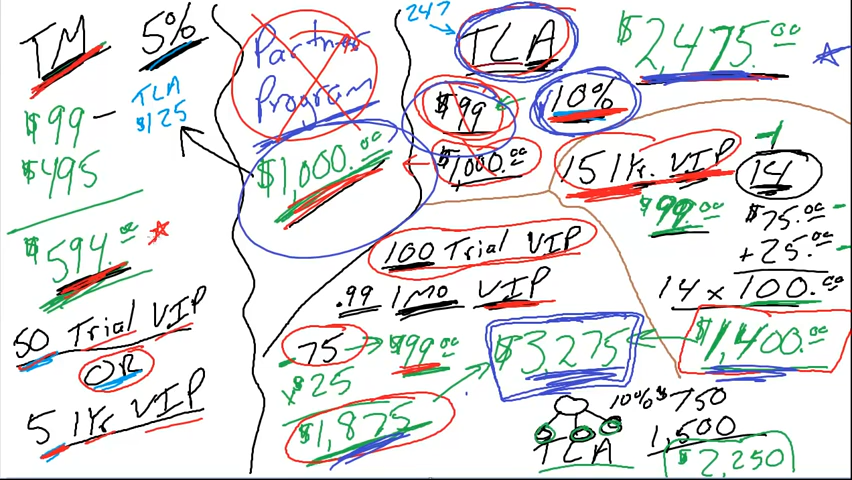 TM
5%
TLA
$125
$99
$495
$594.00
50 Trial VIP
OR
5 1Yr VIP
Partner
Program
$1,000.00
247
TLA
$2,475.00
$99
10%
$1,000.00
15 1Yr. VIP
14
$99.00
$75.00
+ 25.00
14 x 100.00
$1,400.00
100 Trial VIP
.99 1mo VIP
75
$99.00
x $25
$1,875
$3,275
10% $750
1,500
TLA
$2,250